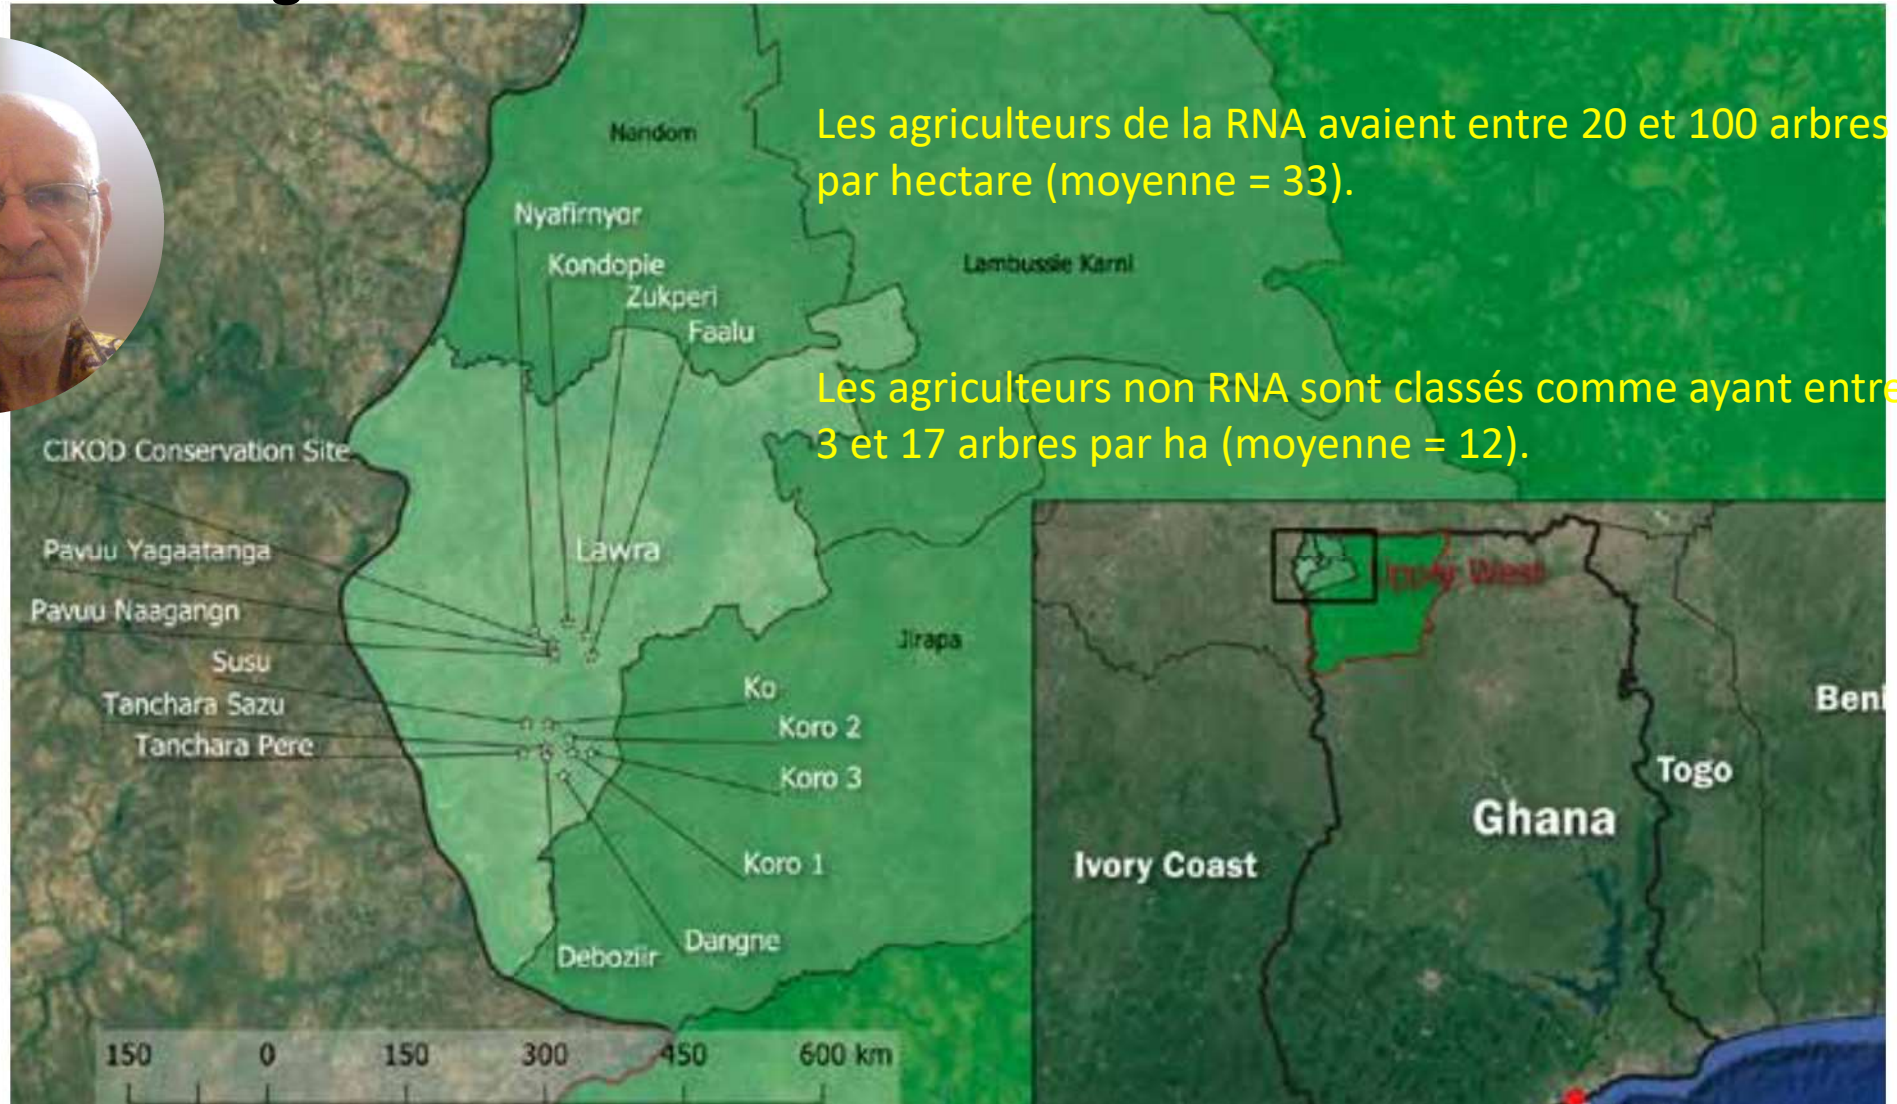 Les agriculteurs de la RNA avaient entre 20 et 100 arbres
par hectare (moyenne = 33).
Nandom
Nyafirnyor
Kondopie
Zukperi
Lambussie Karni
Faalu
Les agriculteurs non RNA sont classés comme ayant entre
3 et 17 arbres par ha (moyenne = 12).
CIKOD Conservation Site
Pavuu Yagaatanga
Lawra
Upper West
Pavuu Naagangn
Jirapa
Susu
Ko
Tanchara Sazu
Koro 2
Beni
Tanchara Pere
Togo
Koro 3
Ghana
Koro 1
Ivory Coast
Dangne
Deboziir
150 0 150 300 450 600 km